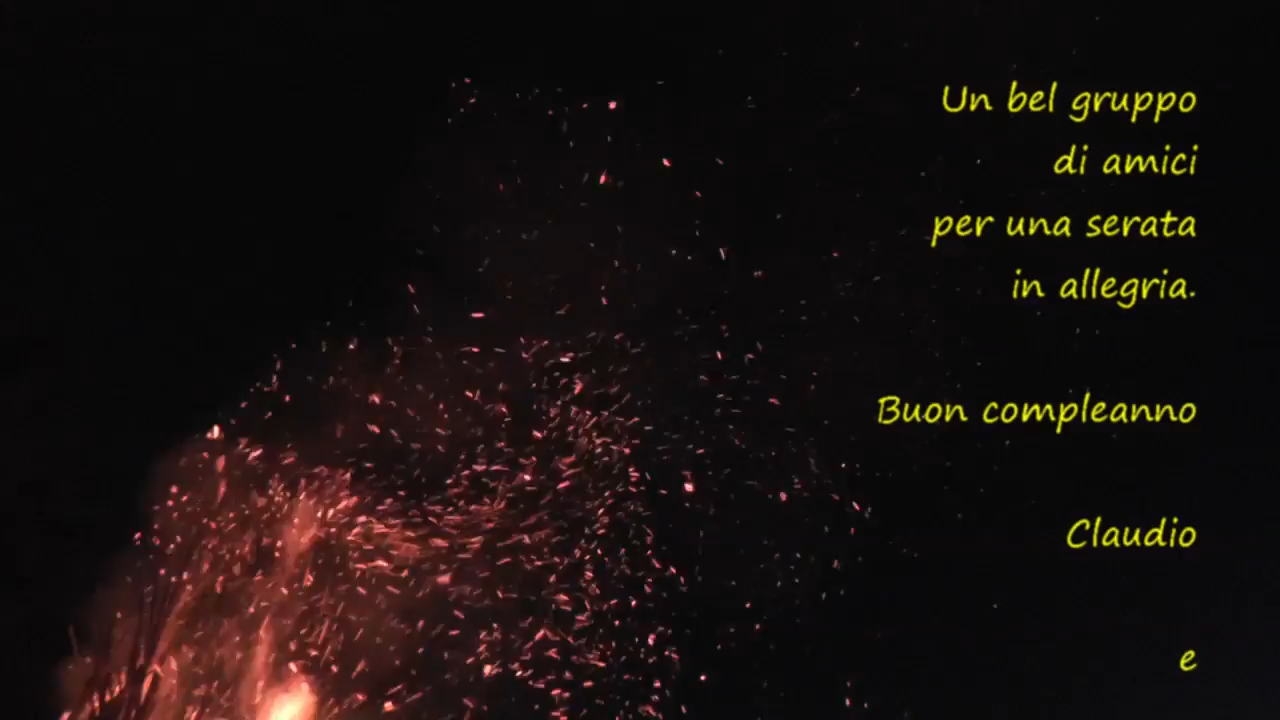 Un bel gruppo
di amici
per una serata
in allegria.
Buon compleanno
Claudio
e